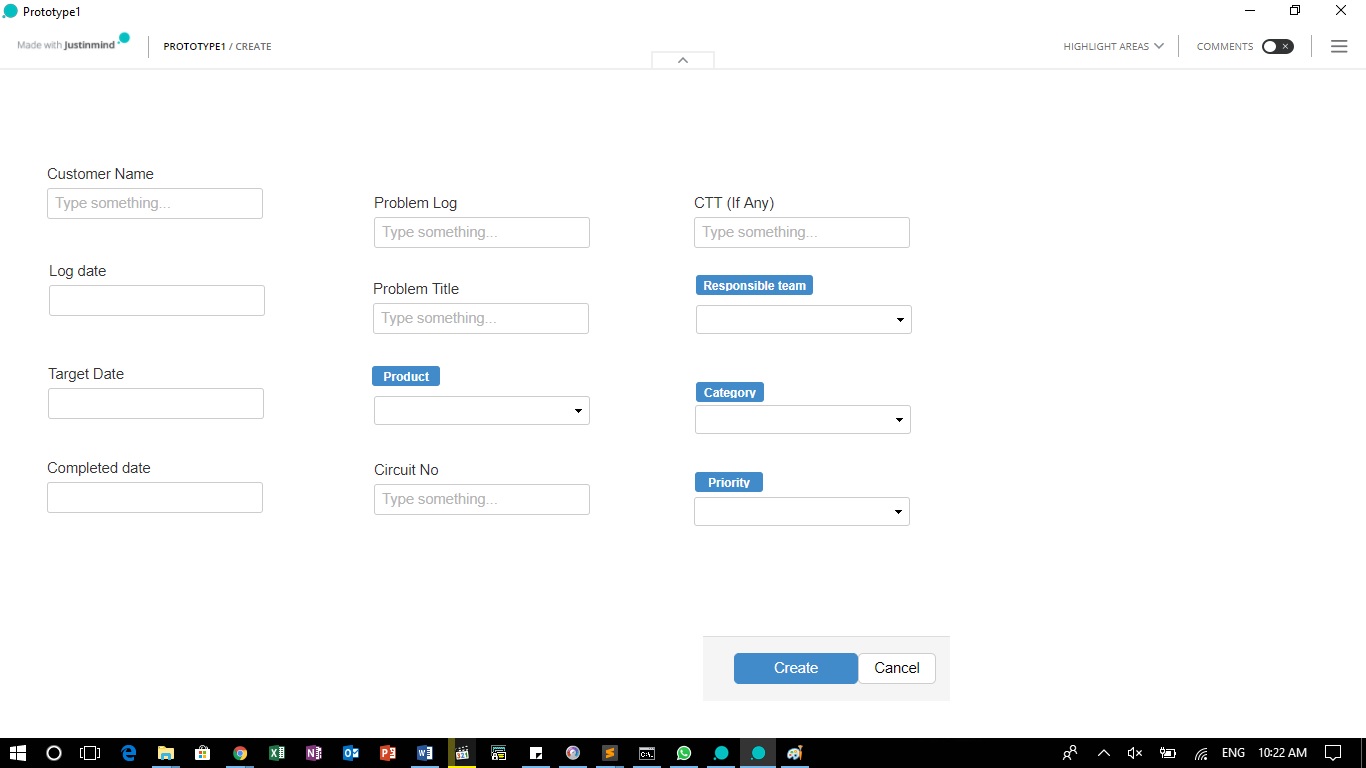 Prototype1
Made with Justinmind
PROTOTYPE1 / CREATE
HIGHLIGHT AREAS
COMMENTS
Customer Name
Type something...
Log date
Target Date
Completed date
Problem Log
Type something...
Problem Title
Type something...
Product
Circuit No
Type something...
CTT (If Any)
Type something...
Responsible team
Category
Priority
Create
Cancel
ENG
10:22 AM